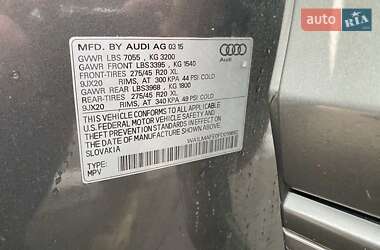 auto RIA.com
MFD. BY AUDI AG 03 15
GVWR LBS 7055, KG 3200
GAWR FRONT LBS3395, KG 1540
FRONT-TIRES 275/45 R20 XL
9JX20 RIMS, AT 300 KPA/ 44 PSI COLD
GAWR REAR LBS3968, KG 1800
REAR-TIRES 275/45 R20 XL
9JX20 RIMS, AT 340 KPA/ 49 PSI COLD
Audi
THIS VEHICLE CONFORMS TO ALL APPLICABLE
U.S. FEDERAL MOTOR VEHICLE SAFETY, BUMPER, AND
THEFT PREVENTION STANDARDS IN EFFECT ON THE
DATE OF MANUFACTURE SHOWN ABOVE.
SLOVAKIA
TYPE:
MPV